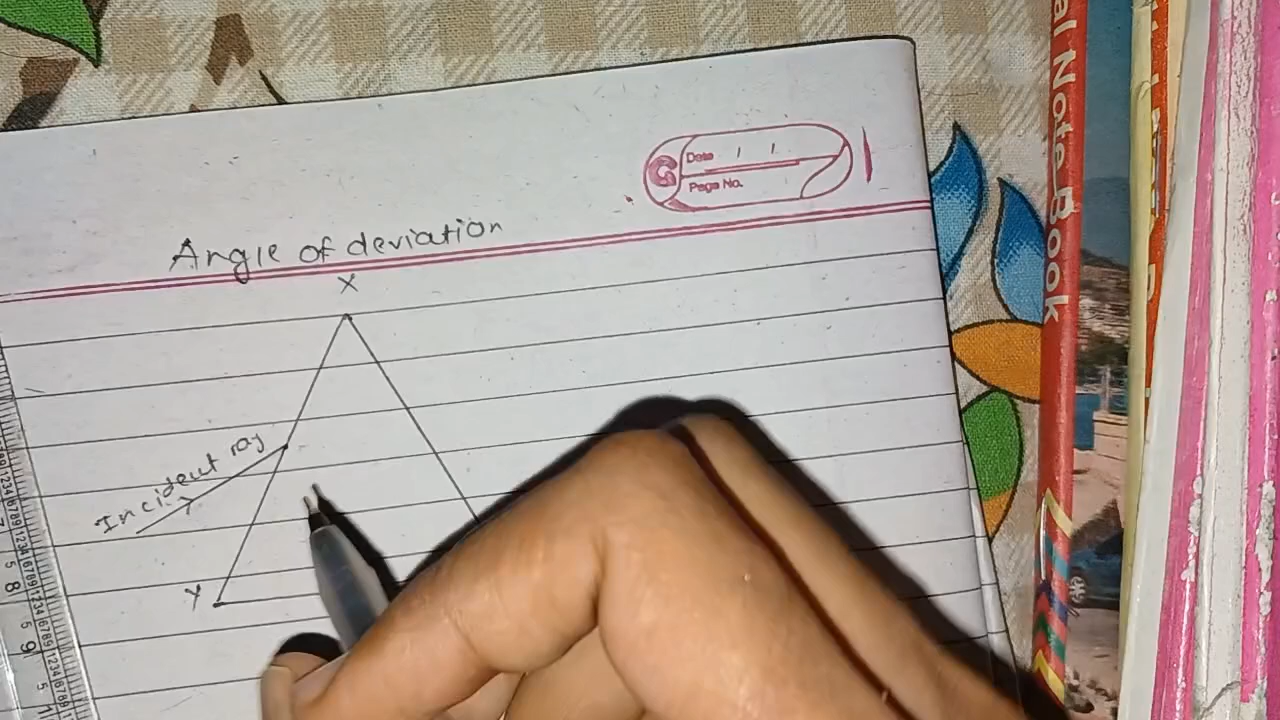 Date / /
Page No.
Angle of deviation
X
Incident ray
Y
al Note Book